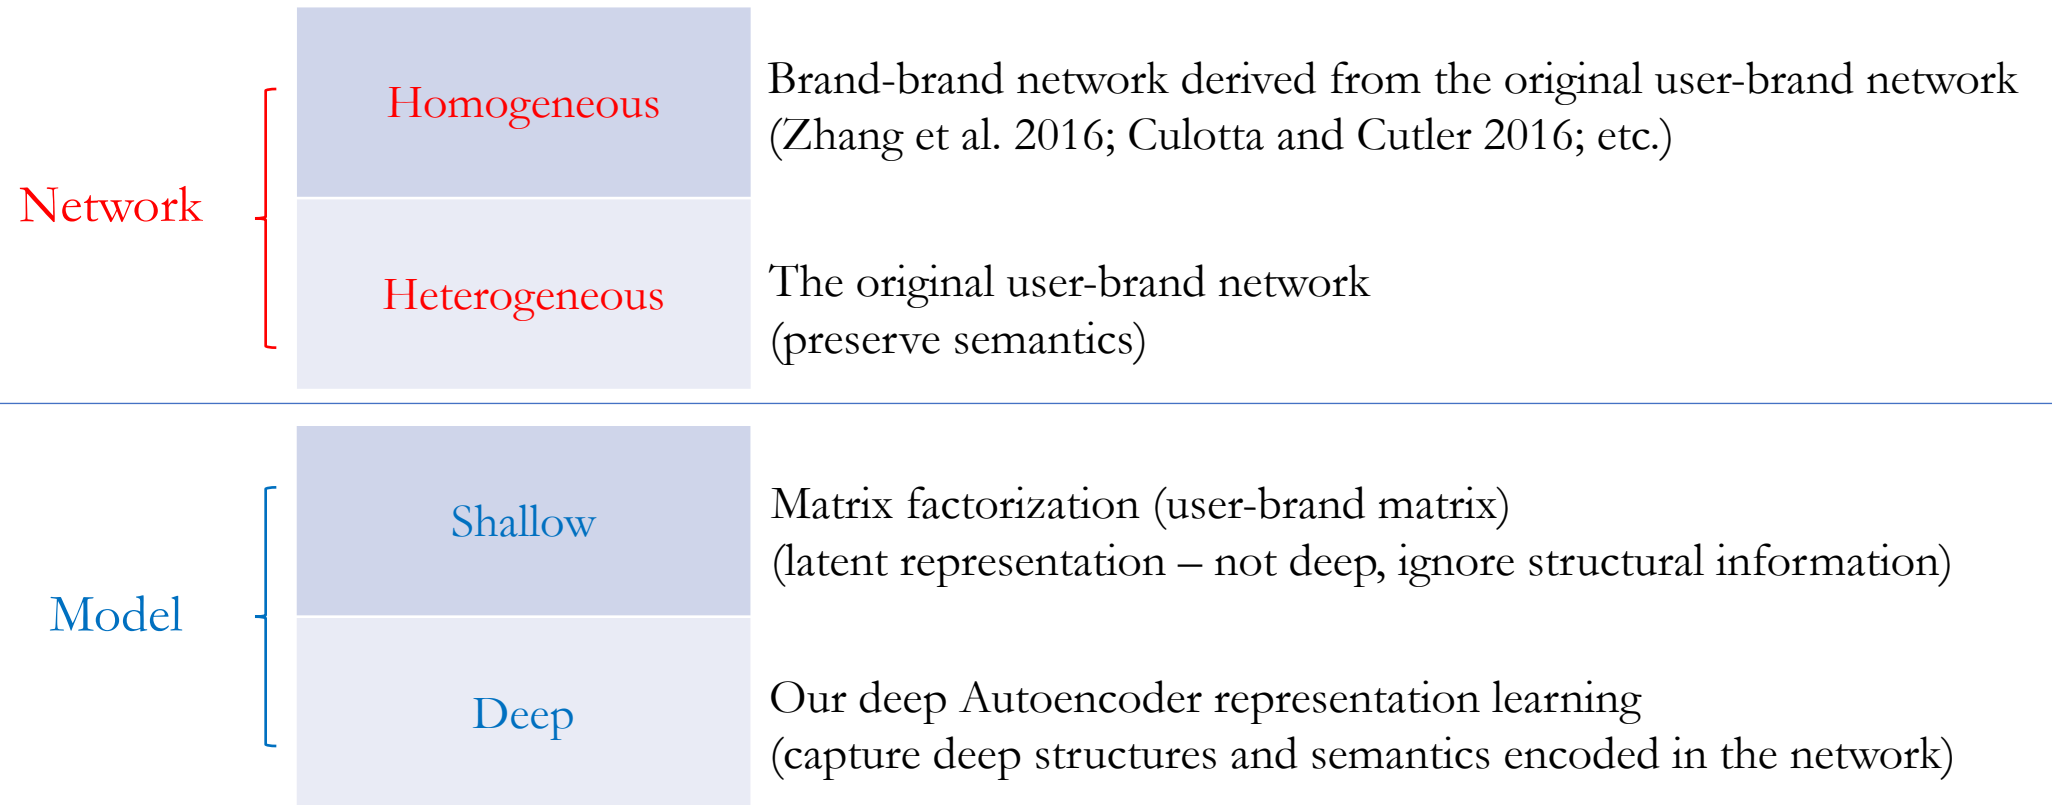 Network
Homogeneous
Brand-brand network derived from the original user-brand network
(Zhang et al. 2016; Culotta and Cutler 2016; etc.)
Heterogeneous
The original user-brand network
(preserve semantics)
Model
Shallow
Matrix factorization (user-brand matrix)
(latent representation – not deep, ignore structural information)
Deep
Our deep Autoencoder representation learning
(capture deep structures and semantics encoded in the network)